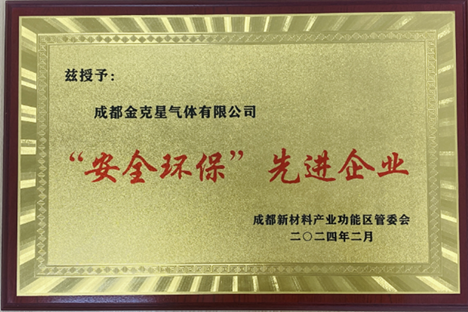 兹授予：
成都金克星气体有限公司
“安全环保”先进企业
成都新材料产业功能区管委会
二〇二四年二月